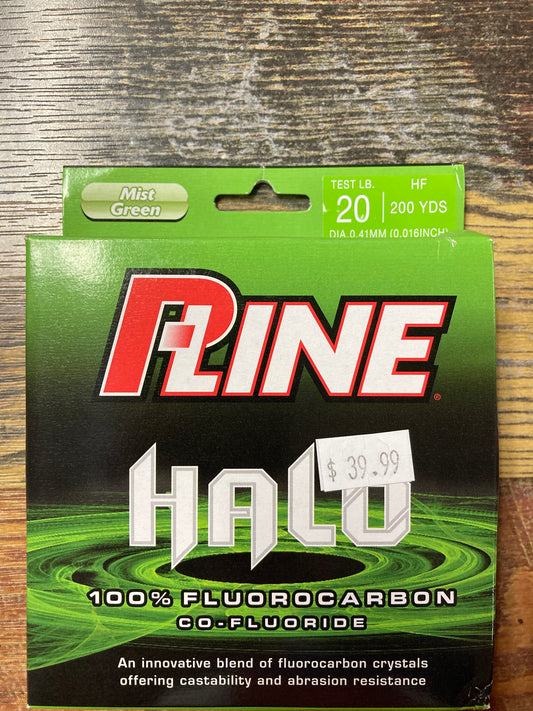 Mist
Green
TEST LB. HF
20 200 YDS
DIA.0.41MM (0.016INCH)
P-LINE®
$ 39.99
HALO
100% FLUOROCARBON
CO-FLUORIDE
An innovative blend of fluorocarbon crystals
offering castability and abrasion resistance